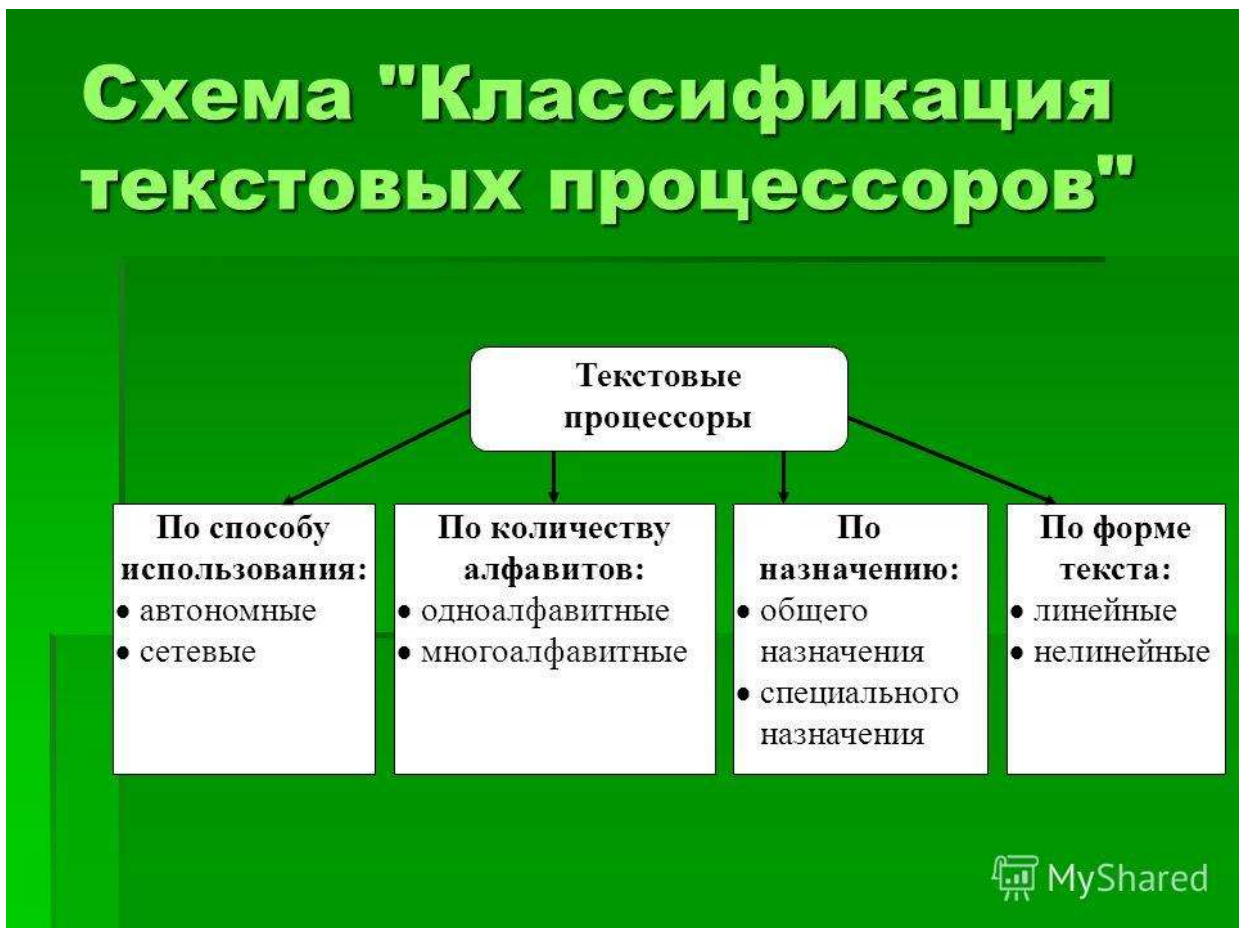 Схема "Классификация
текстовых процессоров"
Текстовые
процессоры
По способу
использования:
• автономные
• сетевые
По количеству
алфавитов:
• одноалфавитные
• многоалфавитные
По
назначению:
• общего
назначения
• специального
назначения
По форме
текста:
• линейные
• нелинейные
MyShared